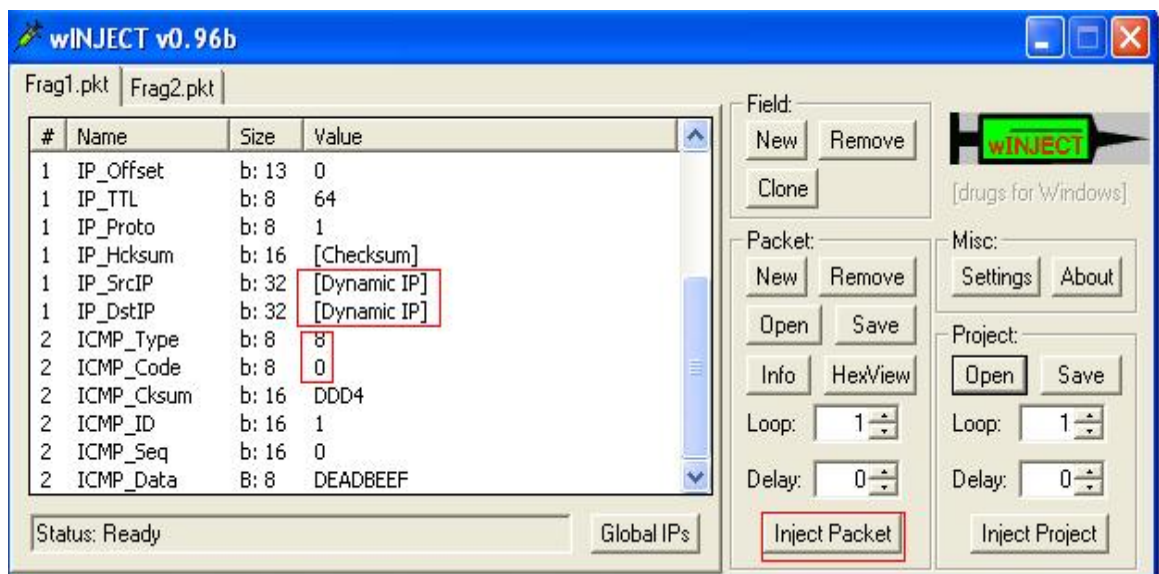 wINJECT v0.96b
Frag1.pkt Frag2.pkt
# Name Size Value
1 IP_Offset b: 13 0
1 IP_TTL b: 8 64
1 IP_Proto b: 8 1
1 IP_Hcksum b: 16 [Checksum]
1 IP_SrcIP b: 32 [Dynamic IP]
1 IP_DstIP b: 32 [Dynamic IP]
2 ICMP_Type b: 8 8
2 ICMP_Code b: 8 0
2 ICMP_Cksum b: 16 DDD4
2 ICMP_ID b: 16 1
2 ICMP_Seq b: 16 0
2 ICMP_Data B: 8 DEADBEEF
Status: Ready
Global IPs
Field:
New Remove
Clone
Packet:
New Remove
Open Save
Info HexView
Loop: 1
Delay: 0
Inject Packet
wINJECT
[drugs for Windows]
Misc:
Settings About
Project:
Open Save
Loop: 1
Delay: 0
Inject Project